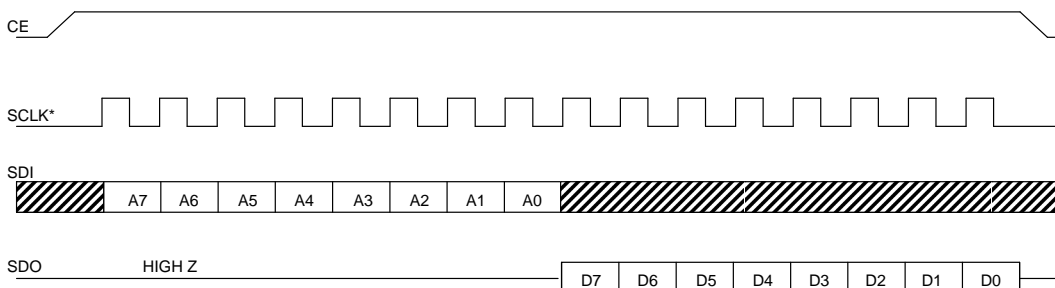 CE
SCLK*
SDI
A7 A6 A5 A4 A3 A2 A1 A0
SDO HIGH Z
D7 D6 D5 D4 D3 D2 D1 D0